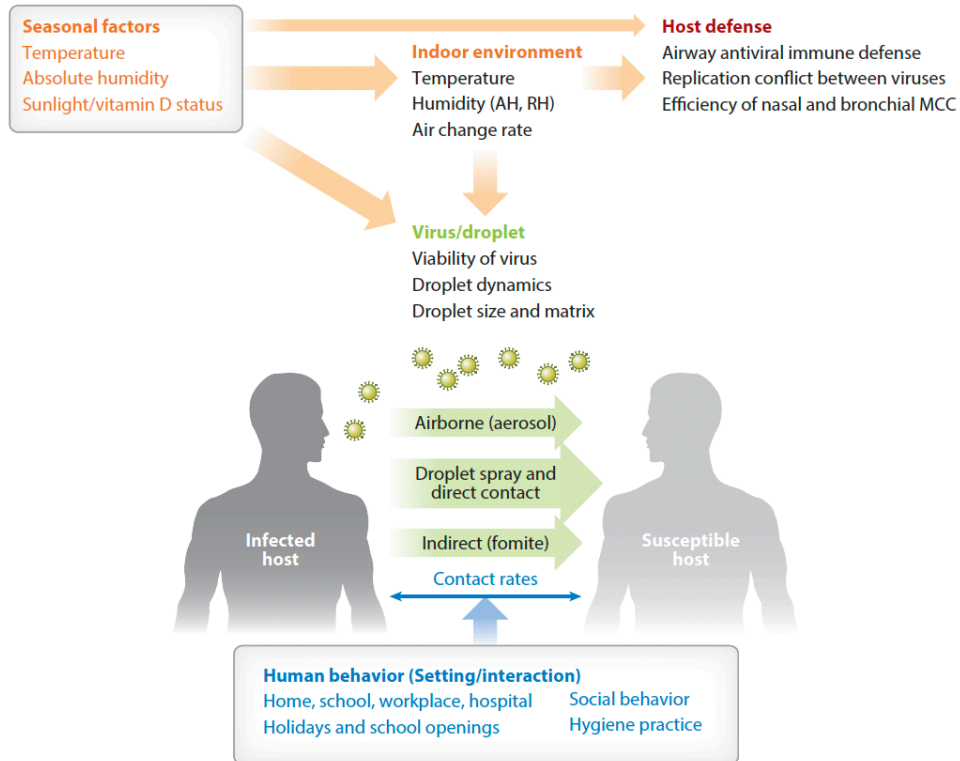 Seasonal factors
Temperature
Absolute humidity
Sunlight/vitamin D status
Indoor environment
Temperature
Humidity (AH, RH)
Air change rate
Host defense
Airway antiviral immune defense
Replication conflict between viruses
Efficiency of nasal and bronchial MCC
Virus/droplet
Viability of virus
Droplet dynamics
Droplet size and matrix
Airborne (aerosol)
Droplet spray and
direct contact
Indirect (fomite)
Infected
host
Susceptible
host
Contact rates
Human behavior (Setting/interaction)
Home, school, workplace, hospital
Holidays and school openings
Social behavior
Hygiene practice